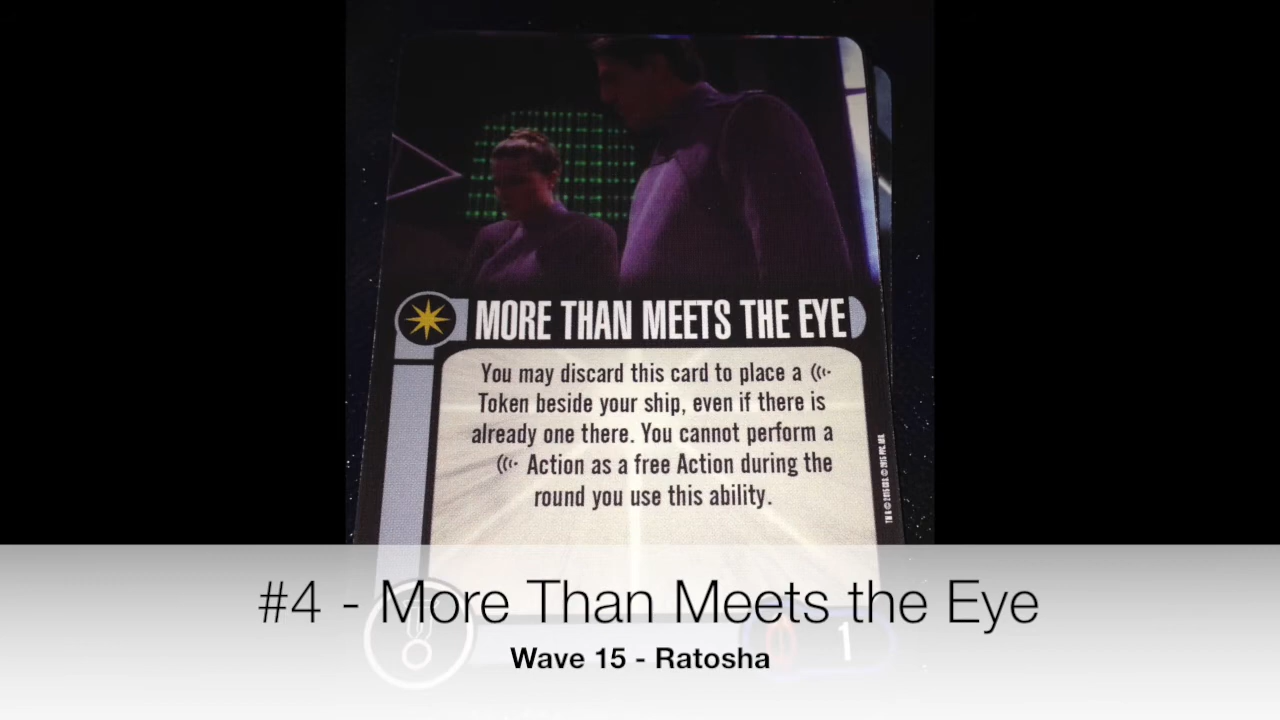 MORE THAN MEETS THE EYE
You may discard this card to place a
Token beside your ship, even if there is
already one there. You cannot perform a
Action as a free Action during the
round you use this ability.
#4 - More Than Meets the Eye
1
Wave 15 - Ratosha